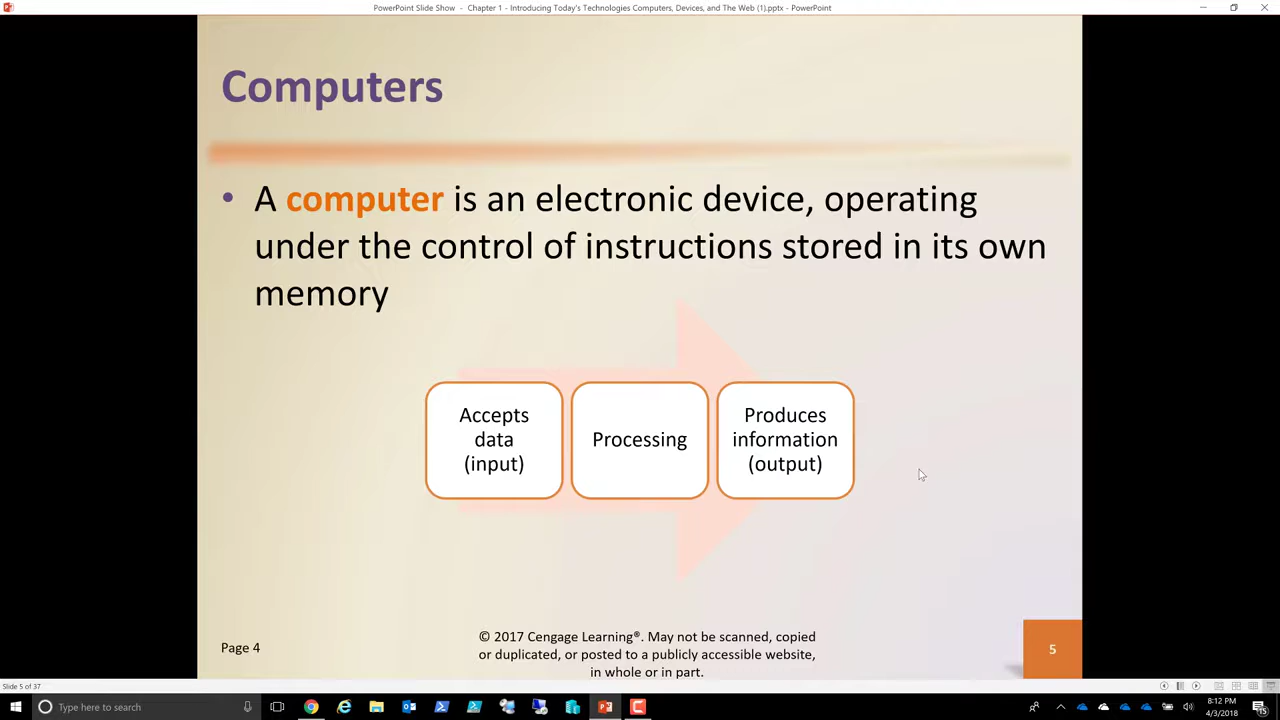 PowerPoint Slide Show - Chapter 1 - Introducing Today's Technologies Computers, Devices, and The Web (1).pptx - PowerPoint
Computers
• A computer is an electronic device, operating
under the control of instructions stored in its own
memory
Accepts
data
(input)
Processing
Produces
information
(output)
Page 4
© 2017 Cengage Learning®. May not be scanned, copied
or duplicated, or posted to a publicly accessible website,
in whole or in part.
5
Slide 5 of 37
Type here to search
8:12 PM
4/3/2018